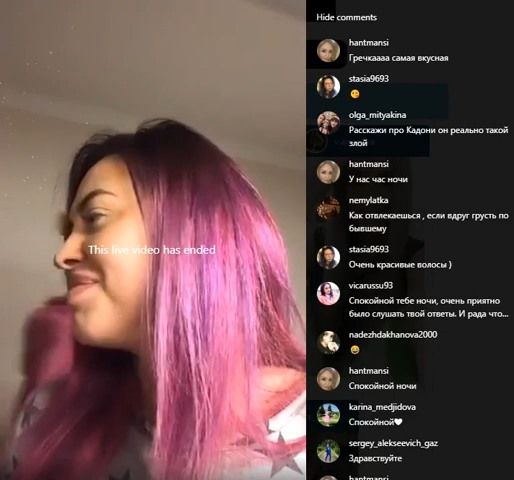 Hide comments
hantmansi
Гречкаааа самая вкусная
stasia9693
😘
olga_mityakina
Расскажи про Кадони он реально такой
злой
hantmansi
У нас час ночи
nemylatka
Как отвлекаешься , если вдруг грусть по
бывшему
This live video has ended
stasia9693
Очень красивые волосы )
vicarussu93
Спокойной тебе ночи, очень приятно
было слушать твой ответы. И рада что...
nadezhdakhanova2000
😂
hantmansi
Спокойной ночи
karina_medjidova
Спокойной🤍
sergey_alekseevich_gaz
Здравствуйте
hantmansi